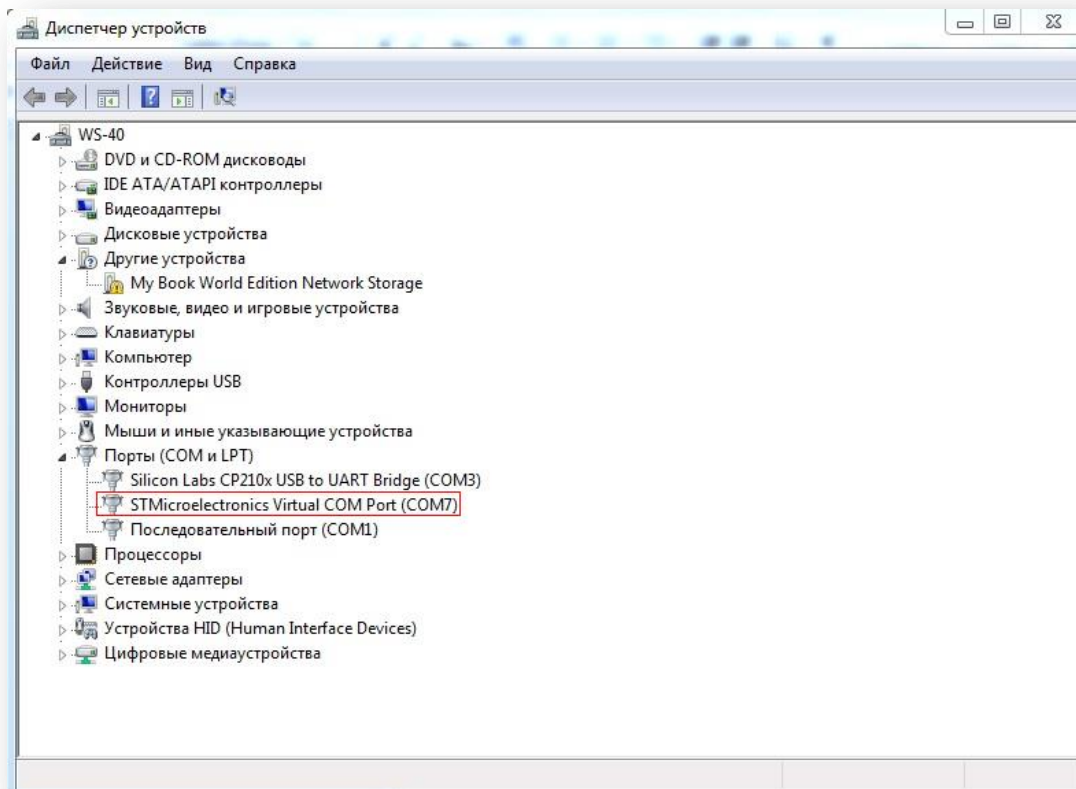 Диспетчер устройств
Файл Действие Вид Справка
WS-40
DVD и CD-ROM дисководы
IDE ATA/ATAPI контроллеры
Видеоадаптеры
Дисковые устройства
Другие устройства
My Book World Edition Network Storage
Звуковые, видео и игровые устройства
Клавиатуры
Компьютер
Контроллеры USB
Мониторы
Мыши и иные указывающие устройства
Порты (COM и LPT)
Silicon Labs CP210x USB to UART Bridge (COM3)
STMicroelectronics Virtual COM Port (COM7)
Последовательный порт (COM1)
Процессоры
Сетевые адаптеры
Системные устройства
Устройства HID (Human Interface Devices)
Цифровые медиаустройства